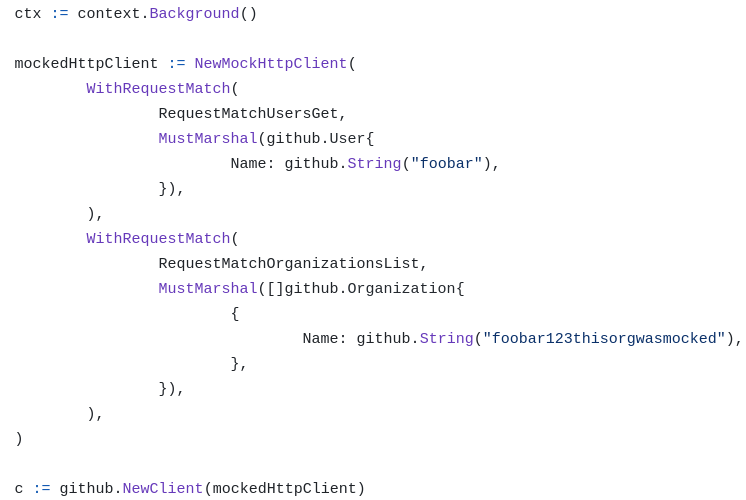 ctx := context.Background()

mockedHttpClient := NewMockHttpClient(
        WithRequestMatch(
                RequestMatchUsersGet,
                MustMarshal(github.User{
                        Name: github.String("foobar"),
                }),
        ),
        WithRequestMatch(
                RequestMatchOrganizationsList,
                MustMarshal([]github.Organization{
                        {
                                Name: github.String("foobar123thisorgwasmocked"),
                        },
                }),
        ),
)

c := github.NewClient(mockedHttpClient)